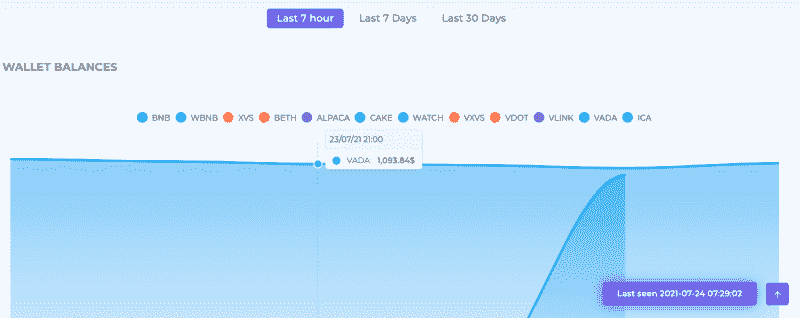 Last 7 hour Last 7 Days Last 30 Days
WALLET BALANCES
BNB WBNB XVS BETH ALPACA CAKE WATCH VXVS VDOT VLINK VADA ICA
23/07/21 21:00
VADA 1,093.84$
Last seen 2021-07-24 07:29:02